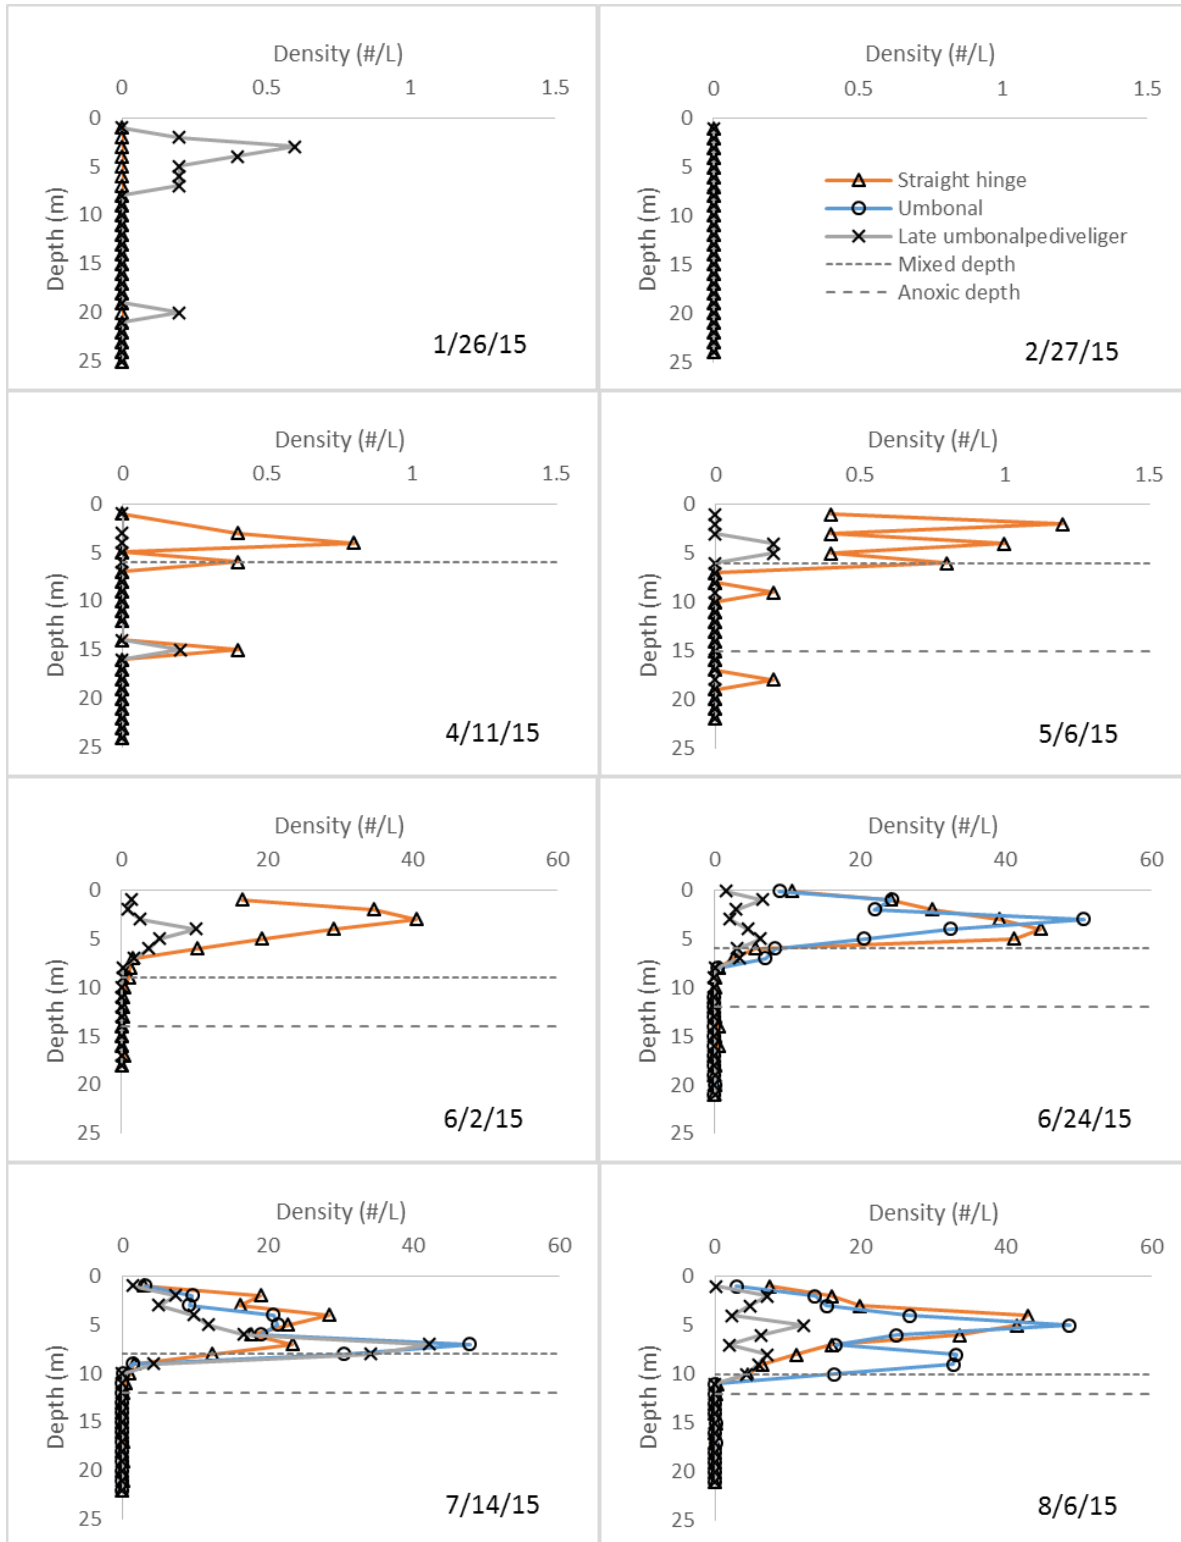 Density (#/L)
0 0.5 1 1.5
0
5
10
15
20
25
Depth (m)
1/26/15
Density (#/L)
0 0.5 1 1.5
0
5
10
15
20
25
Depth (m)
Straight hinge
Umbonal
Late umbonalpediveliger
Mixed depth
Anoxic depth
2/27/15
Density (#/L)
0 0.5 1 1.5
0
5
10
15
20
25
Depth (m)
4/11/15
Density (#/L)
0 0.5 1 1.5
0
5
10
15
20
25
Depth (m)
5/6/15
Density (#/L)
0 20 40 60
0
5
10
15
20
25
Depth (m)
6/2/15
Density (#/L)
0 20 40 60
0
5
10
15
20
25
Depth (m)
6/24/15
Density (#/L)
0 20 40 60
0
5
10
15
20
25
Depth (m)
7/14/15
Density (#/L)
0 20 40 60
0
5
10
15
20
25
Depth (m)
8/6/15